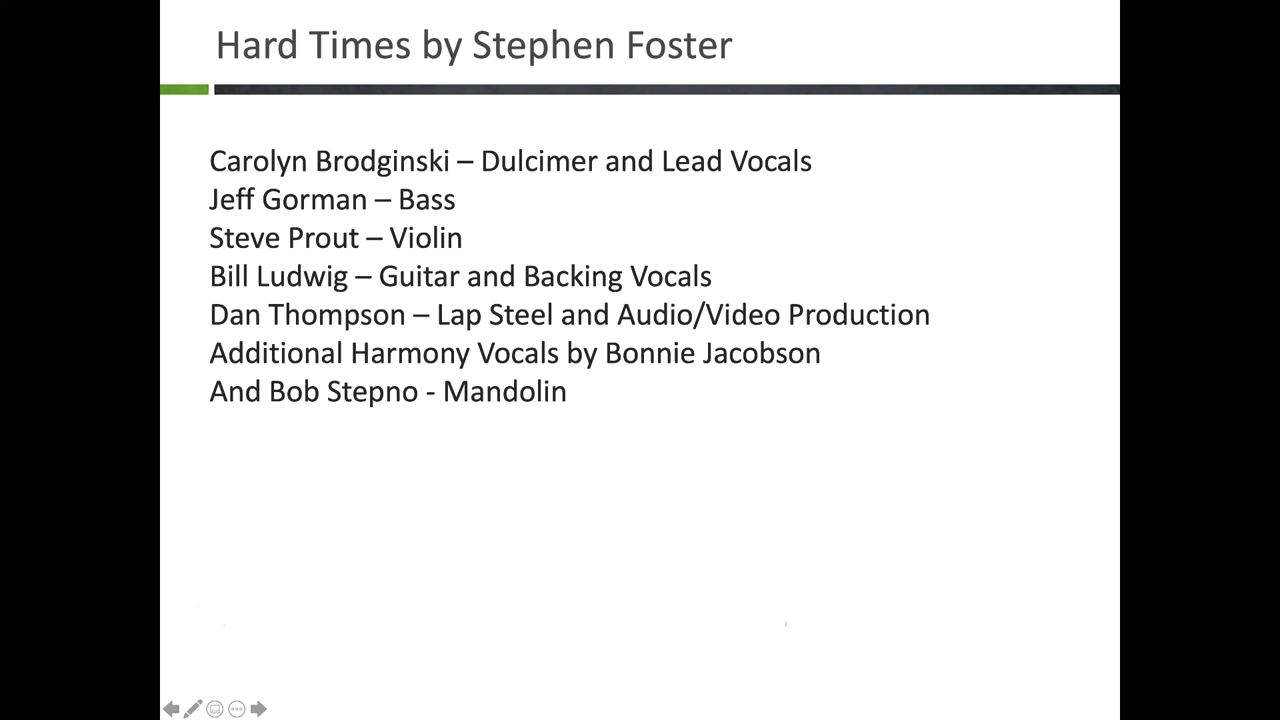 Hard Times by Stephen Foster
Carolyn Brodginski – Dulcimer and Lead Vocals
Jeff Gorman – Bass
Steve Prout – Violin
Bill Ludwig – Guitar and Backing Vocals
Dan Thompson – Lap Steel and Audio/Video Production
Additional Harmony Vocals by Bonnie Jacobson
And Bob Stepno - Mandolin